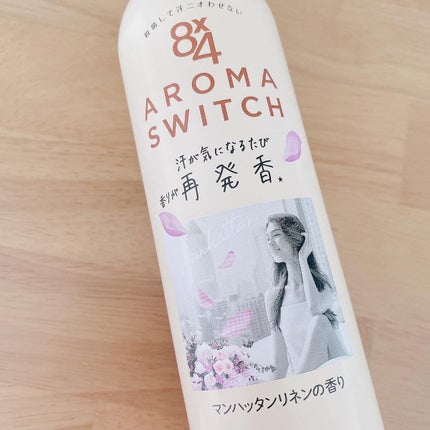 殺菌して汗ニオわせない
8x4
AROMA
SWITCH
汗が気になるたび
香りが再発香★
Manhattan
マンハッタンリネンの香り